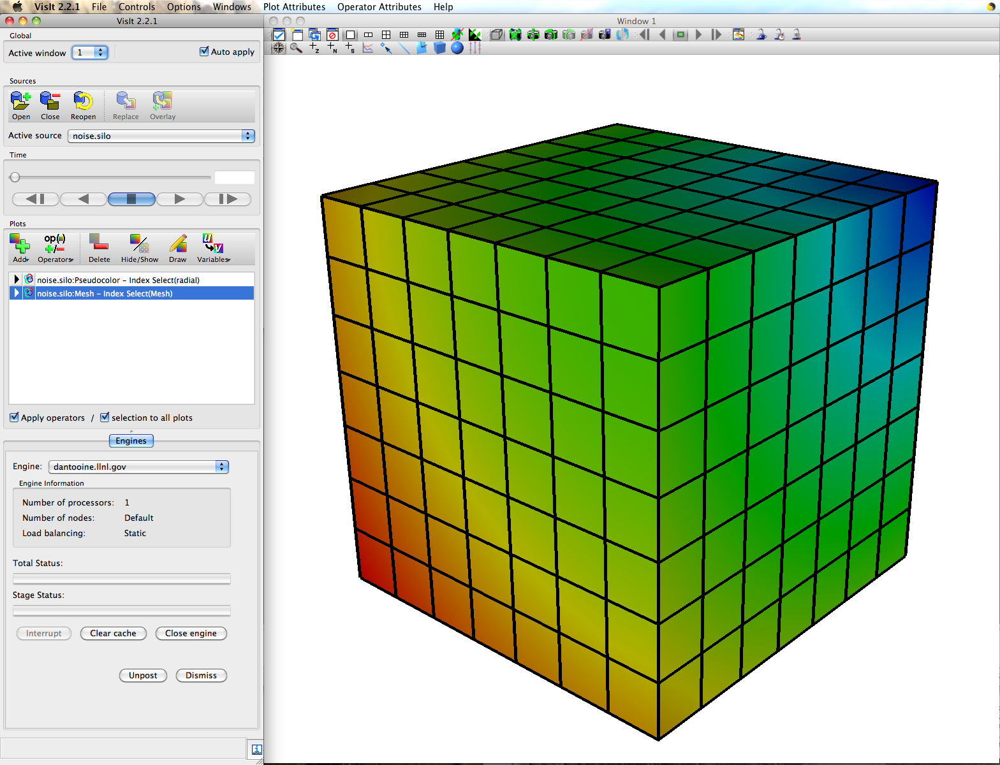 VisIt 2.2.1 File Controls Options Windows Plot Attributes Operator Attributes Help
VisIt 2.2.1
Window 1
Global
Active window 1 Auto apply
Sources
Open Close Reopen Replace Overlay
Active source noise.silo
Time
Plots
op(ıı)
Add Operators Delete Hide/Show Draw Variables
noise.silo:Pseudocolor – Index Select(radial)
noise.silo:Mesh – Index Select(Mesh)
Apply operators / selection to all plots
Engines
Engine: dantooine.llnl.gov
Engine Information
Number of processors: 1
Number of nodes: Default
Load balancing: Static
Total Status:
Stage Status:
Interrupt Clear cache Close engine
Unpost Dismiss